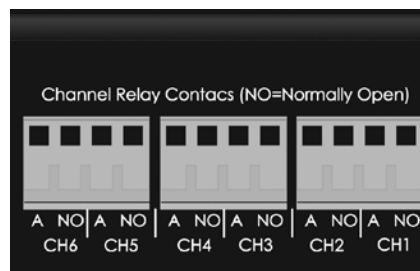 Channel Relay Contacs (NO=Normally Open)
A NO A NO A NO A NO A NO A NO
CH6 CH5 CH4 CH3 CH2 CH1